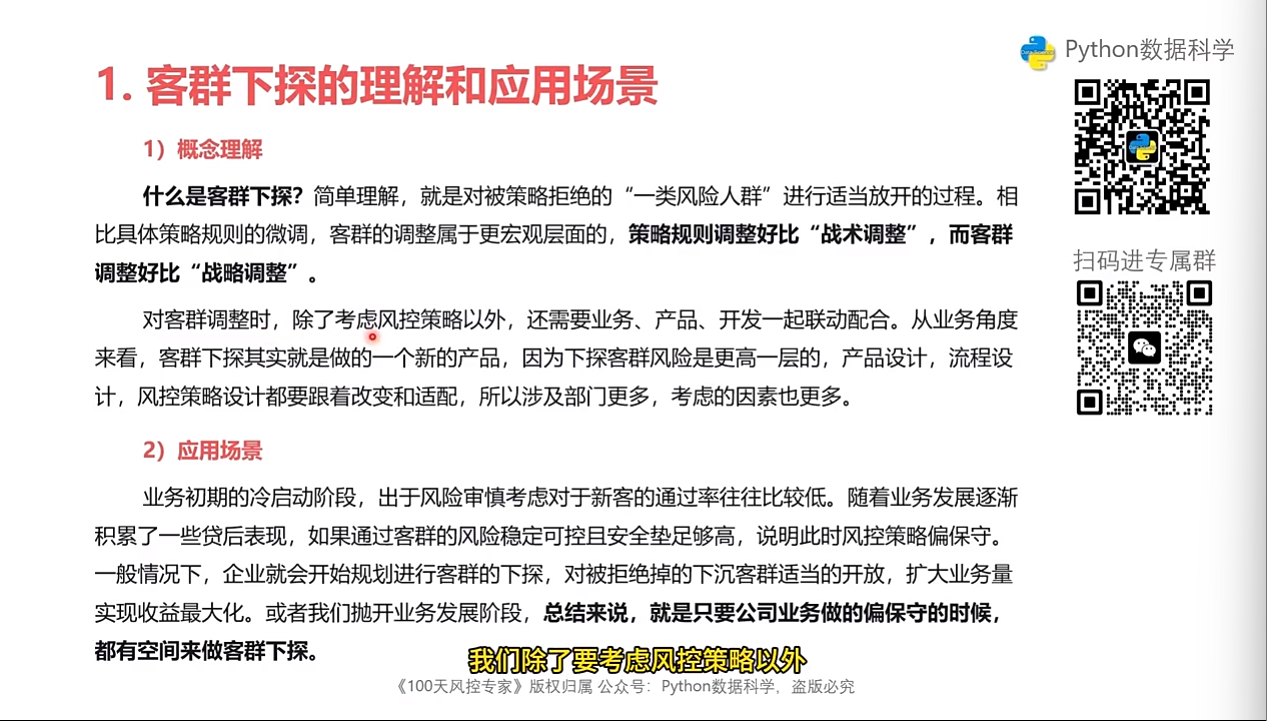 Python数据科学
1. 客群下探的理解和应用场景
1）概念理解
什么是客群下探？简单理解，就是对被策略拒绝的“一类风险人群”进行适当放开的过程。相
比具体策略规则的微调，客群的调整属于更宏观层面的，策略规则调整好比“战术调整”，而客群
调整好比“战略调整”。
对客群调整时，除了考虑风控策略以外，还需要业务、产品、开发一起联动配合。从业务角度
来看，客群下探其实就是做的一个新的产品，因为下探客群风险是更高一层的，产品设计，流程设
计，风控策略设计都要跟着改变和适配，所以涉及部门更多，考虑的因素也更多。
2）应用场景
业务初期的冷启动阶段，出于风险审慎考虑对于新客的通过率往往比较低。随着业务发展逐渐
积累了一些贷后表现，如果通过客群的风险稳定可控且安全垫足够高，说明此时风控策略偏保守。
一般情况下，企业就会开始规划进行客群的下探，对被拒绝掉的下沉客群适当的开放，扩大业务量
实现收益最大化。或者我们抛开业务发展阶段，总结来说，就是只要公司业务做的偏保守的时候，
都有空间来做客群下探。
扫码进专属群
我们除了要考虑风控策略以外
《100天风控专家》版权归属 公众号：Python数据科学，盗版必究